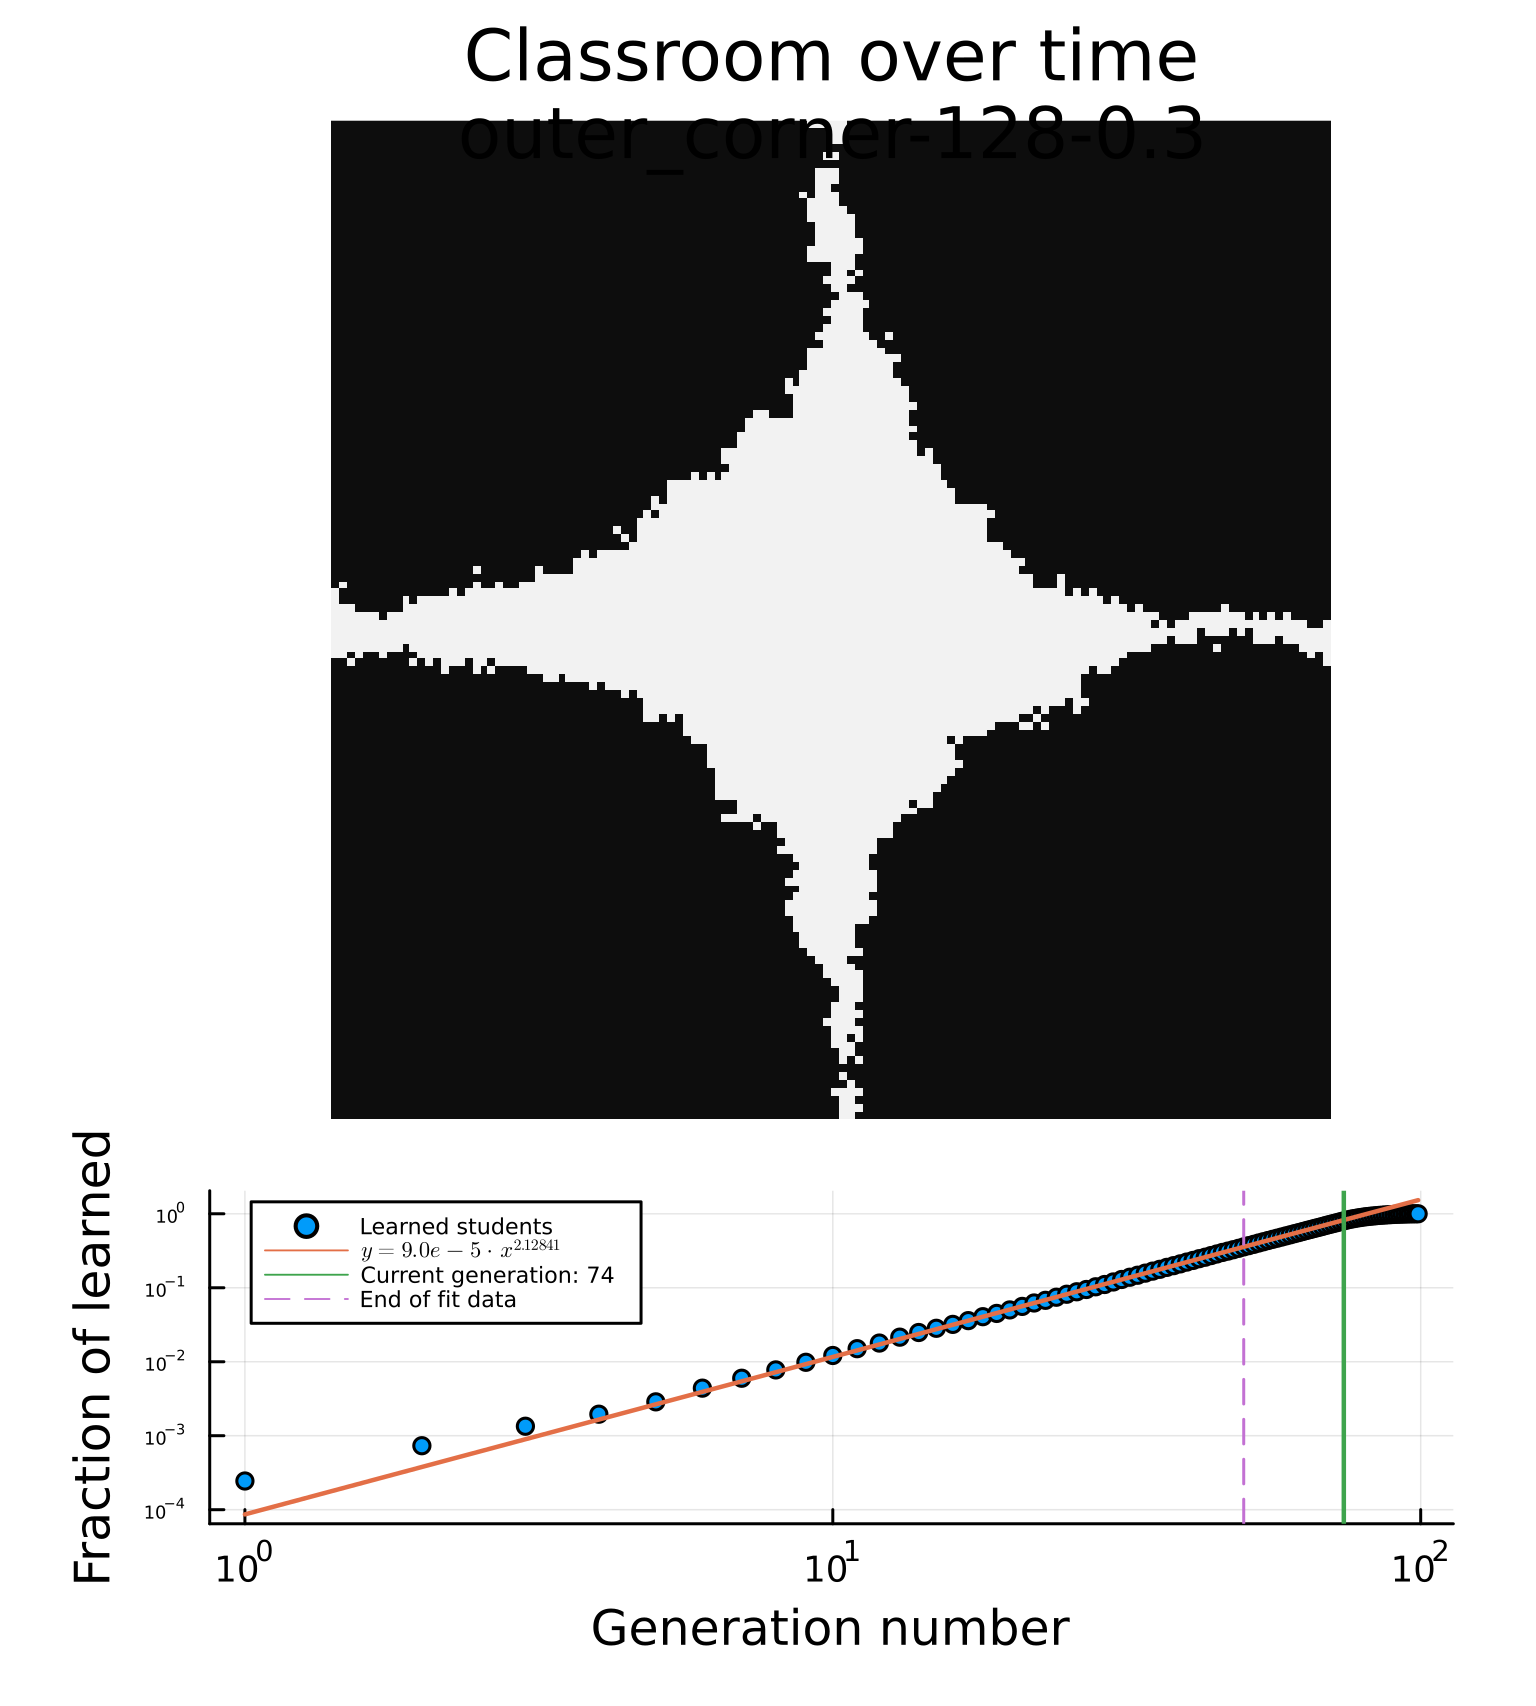 Classroom over time
outer_corner-128-0.3
Fraction of learned
10^0
10^-1
10^-2
10^-3
10^-4
Learned students
y = 9.0e − 5 · x^2.12841
Current generation: 74
End of fit data
10^0 10^1 10^2
Generation number